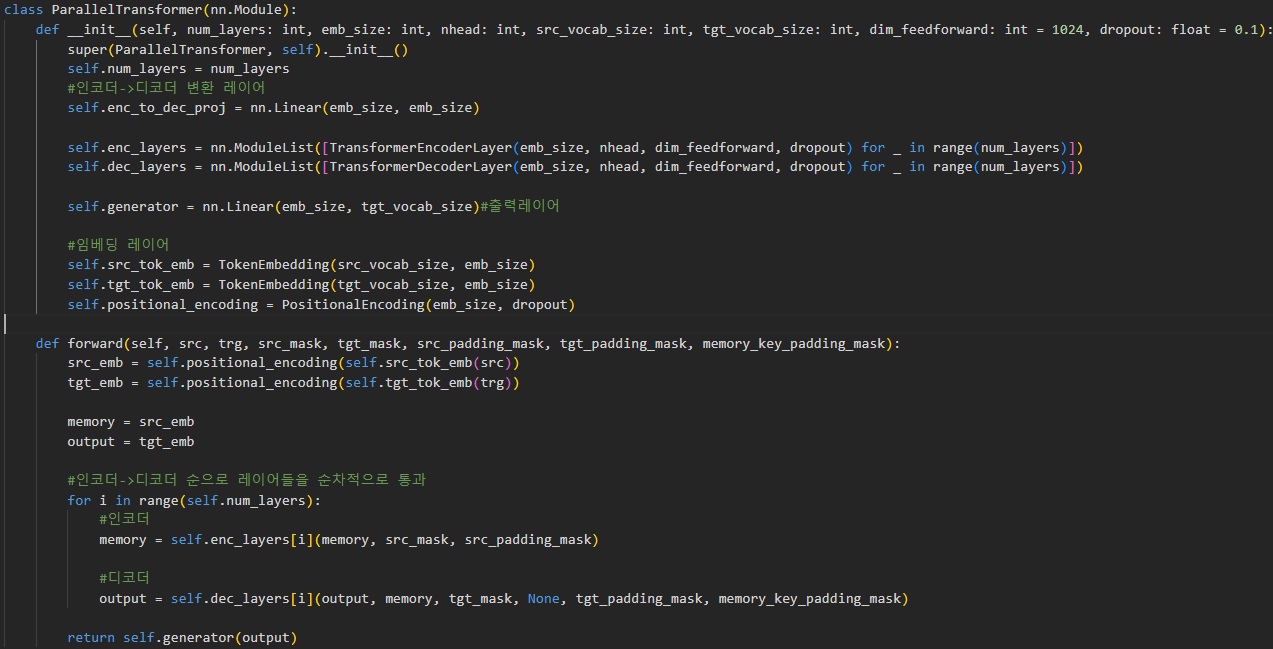 class ParallelTransformer(nn.Module):
    def __init__(self, num_layers: int, emb_size: int, nhead: int, src_vocab_size: int, tgt_vocab_size: int, dim_feedforward: int = 1024, dropout: float = 0.1):
        super(ParallelTransformer, self).__init__()
        self.num_layers = num_layers
        #인코더->디코더 변환 레이어
        self.enc_to_dec_proj = nn.Linear(emb_size, emb_size)
        self.enc_layers = nn.ModuleList([TransformerEncoderLayer(emb_size, nhead, dim_feedforward, dropout) for _ in range(num_layers)])
        self.dec_layers = nn.ModuleList([TransformerDecoderLayer(emb_size, nhead, dim_feedforward, dropout) for _ in range(num_layers)])
        self.generator = nn.Linear(emb_size, tgt_vocab_size)#출력레이어
        #임베딩 레이어
        self.src_tok_emb = TokenEmbedding(src_vocab_size, emb_size)
        self.tgt_tok_emb = TokenEmbedding(tgt_vocab_size, emb_size)
        self.positional_encoding = PositionalEncoding(emb_size, dropout)
    def forward(self, src, trg, src_mask, tgt_mask, src_padding_mask, tgt_padding_mask, memory_key_padding_mask):
        src_emb = self.positional_encoding(self.src_tok_emb(src))
        tgt_emb = self.positional_encoding(self.tgt_tok_emb(trg))
        memory = src_emb
        output = tgt_emb
        #인코더->디코더 순으로 레이어들을 순차적으로 통과
        for i in range(self.num_layers):
            #인코더
            memory = self.enc_layers[i](memory, src_mask, src_padding_mask)
            #디코더
            output = self.dec_layers[i](output, memory, tgt_mask, None, tgt_padding_mask, memory_key_padding_mask)
        return self.generator(output)